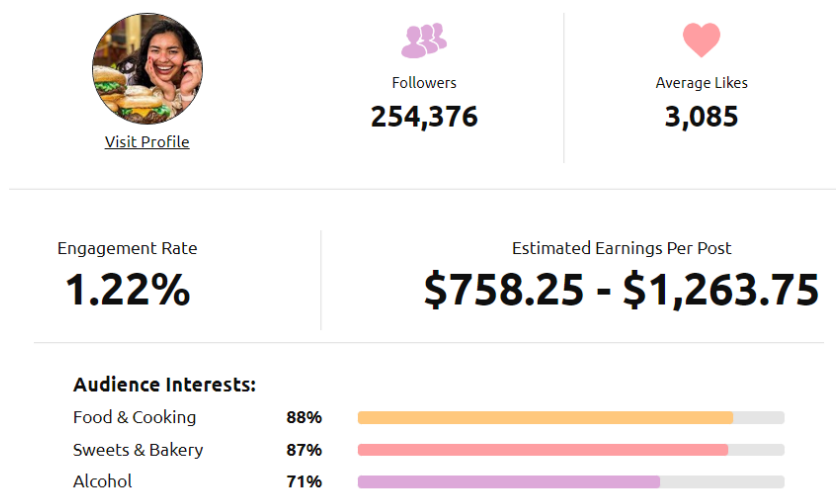 Visit Profile
Followers
254,376
Average Likes
3,085
Engagement Rate
1.22%
Estimated Earnings Per Post
$758.25 - $1,263.75
Audience Interests:
Food & Cooking 88%
Sweets & Bakery 87%
Alcohol 71%